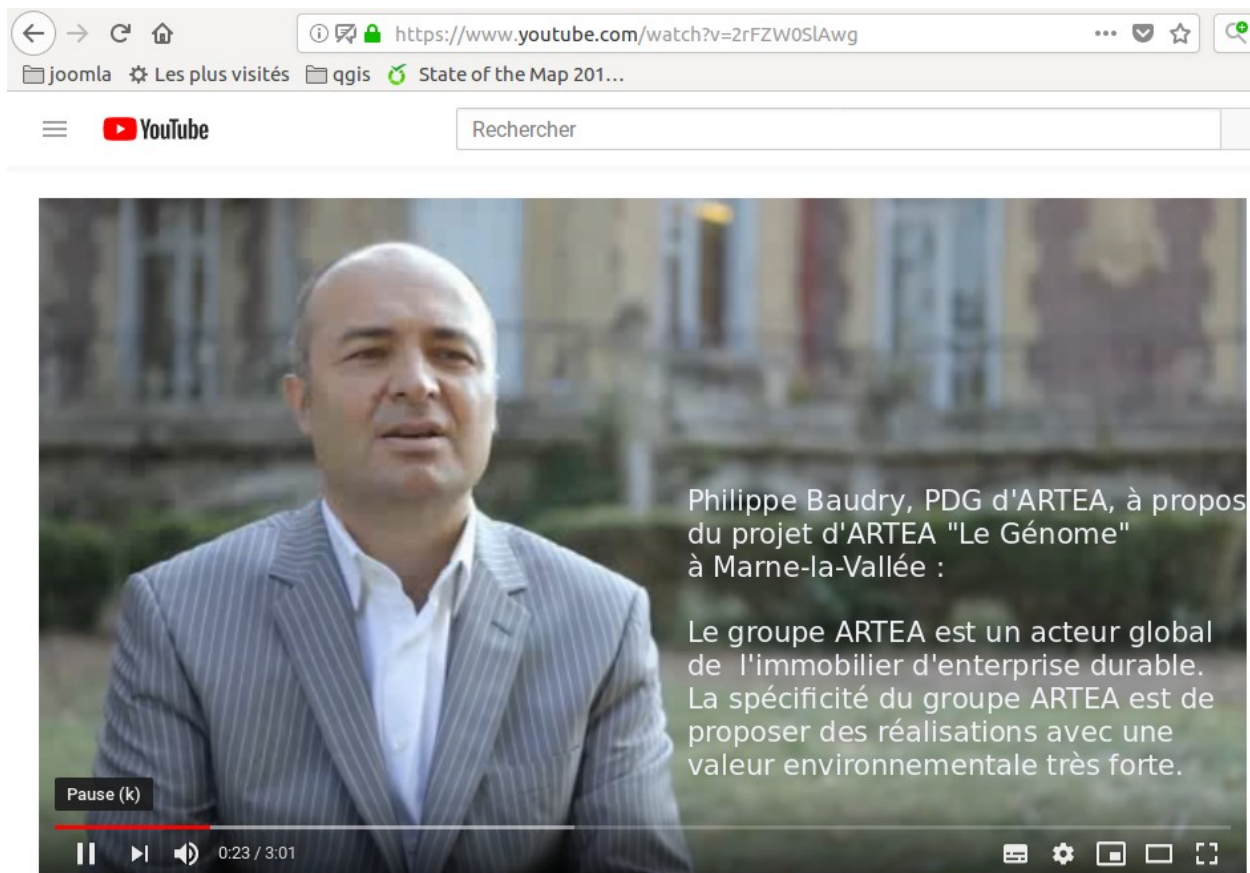 https://www.youtube.com/watch?v=2rFZW0SlAwg
joomla Les plus visités qgis State of the Map 201...
YouTube Rechercher
Philippe Baudry, PDG d'ARTEA, à propos
du projet d'ARTEA "Le Génome"
à Marne-la-Vallée :
Le groupe ARTEA est un acteur global
de l'immobilier d'enterprise durable.
La spécificité du groupe ARTEA est de
proposer des réalisations avec une
valeur environnementale très forte.
Pause (k)
0:23 / 3:01